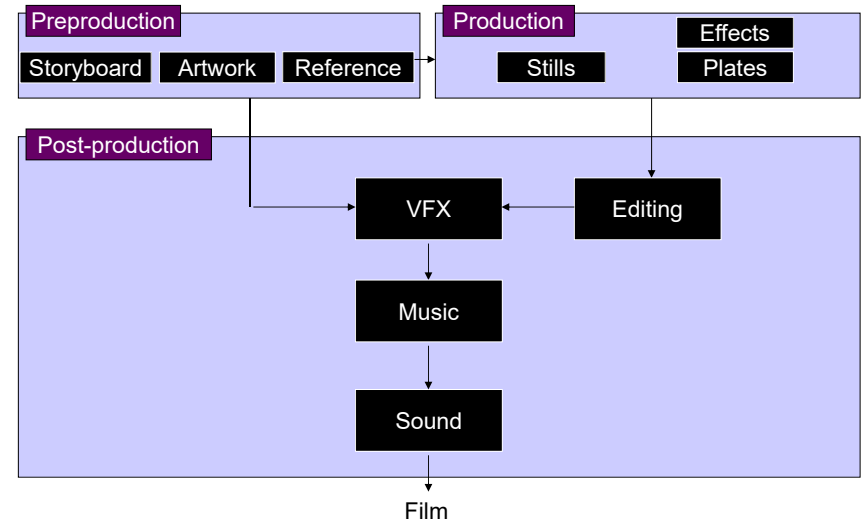 Preproduction
Storyboard
Artwork
Reference
Production
Effects
Stills
Plates
Post-production
VFX
Editing
Music
Sound
Film